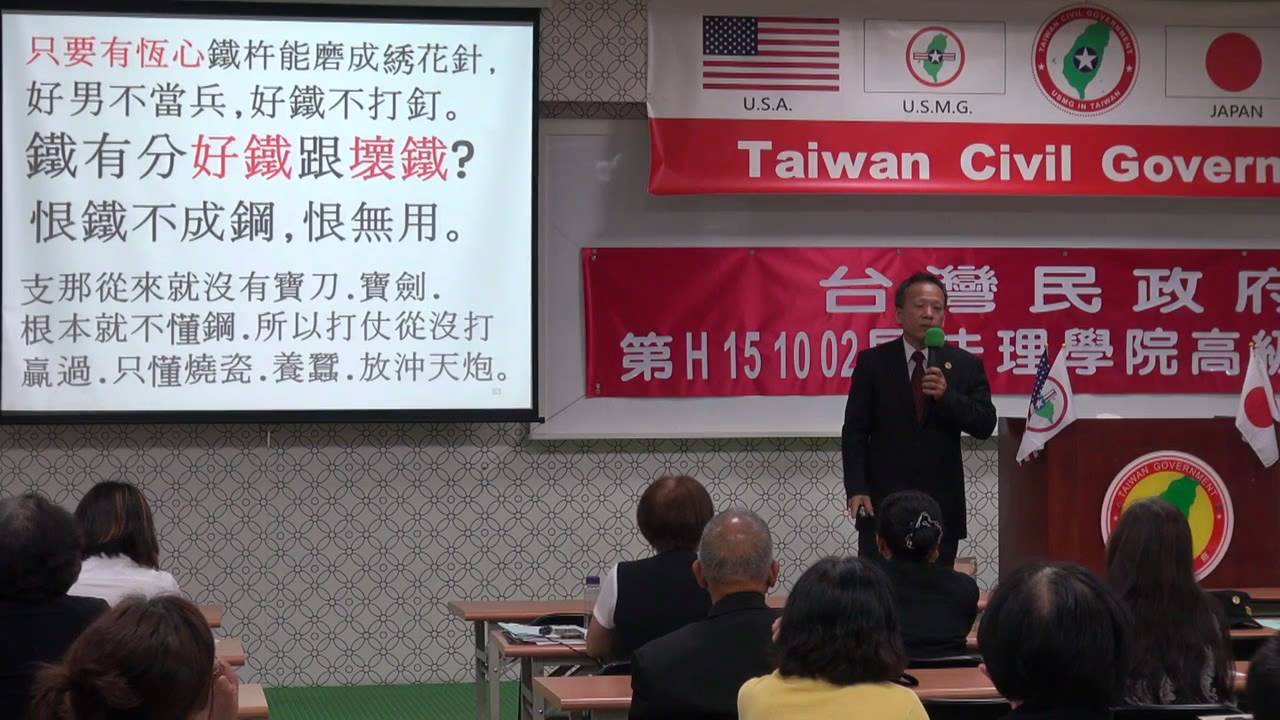 只要有恆心鐵杵能磨成綉花針,
好男不當兵,好鐵不打釘。
鐵有分好鐵跟壞鐵?
恨鐵不成鋼,恨無用。
支那從來就沒有寶刀.寶劍.
根本就不懂鋼.所以打仗從沒打
贏過.只懂燒瓷.養蠶.放沖天炮。
U.S.A.
U.S.M.G.
TAIWAN CIVIL GOVERNMENT
USMG IN TAIWAN
JAPAN
Taiwan Civil Govern
台灣民政府
第H 15 10 02
理學院高級
TAIWAN GOVERNMENT